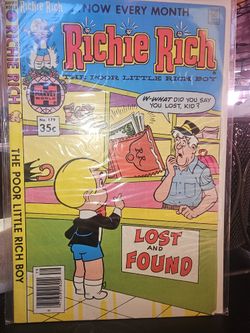 NOW EVERY MONTH
RICHIE RICH
THE POOR LITTLE RICH BOY
RICHIE RICH
THE POOR LITTLE RICH BOY
No. 179
35¢
W-WHAT DID YOU SAY
YOU LOST, KID?
LOST
AND
FOUND